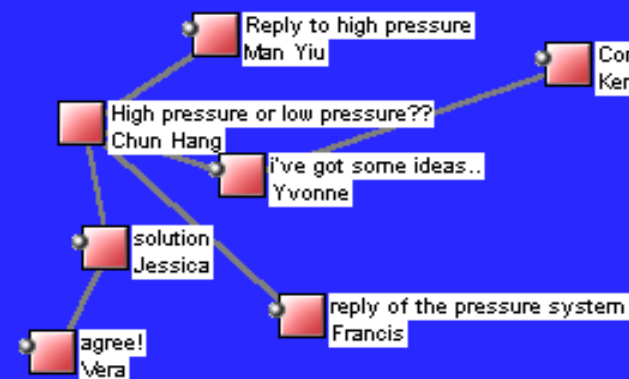 Reply to high pressure
Man Yiu
High pressure or low pressure??
Chun Hang
i've got some ideas..
Yvonne
solution
Jessica
reply of the pressure system
Francis
agree!
Vera